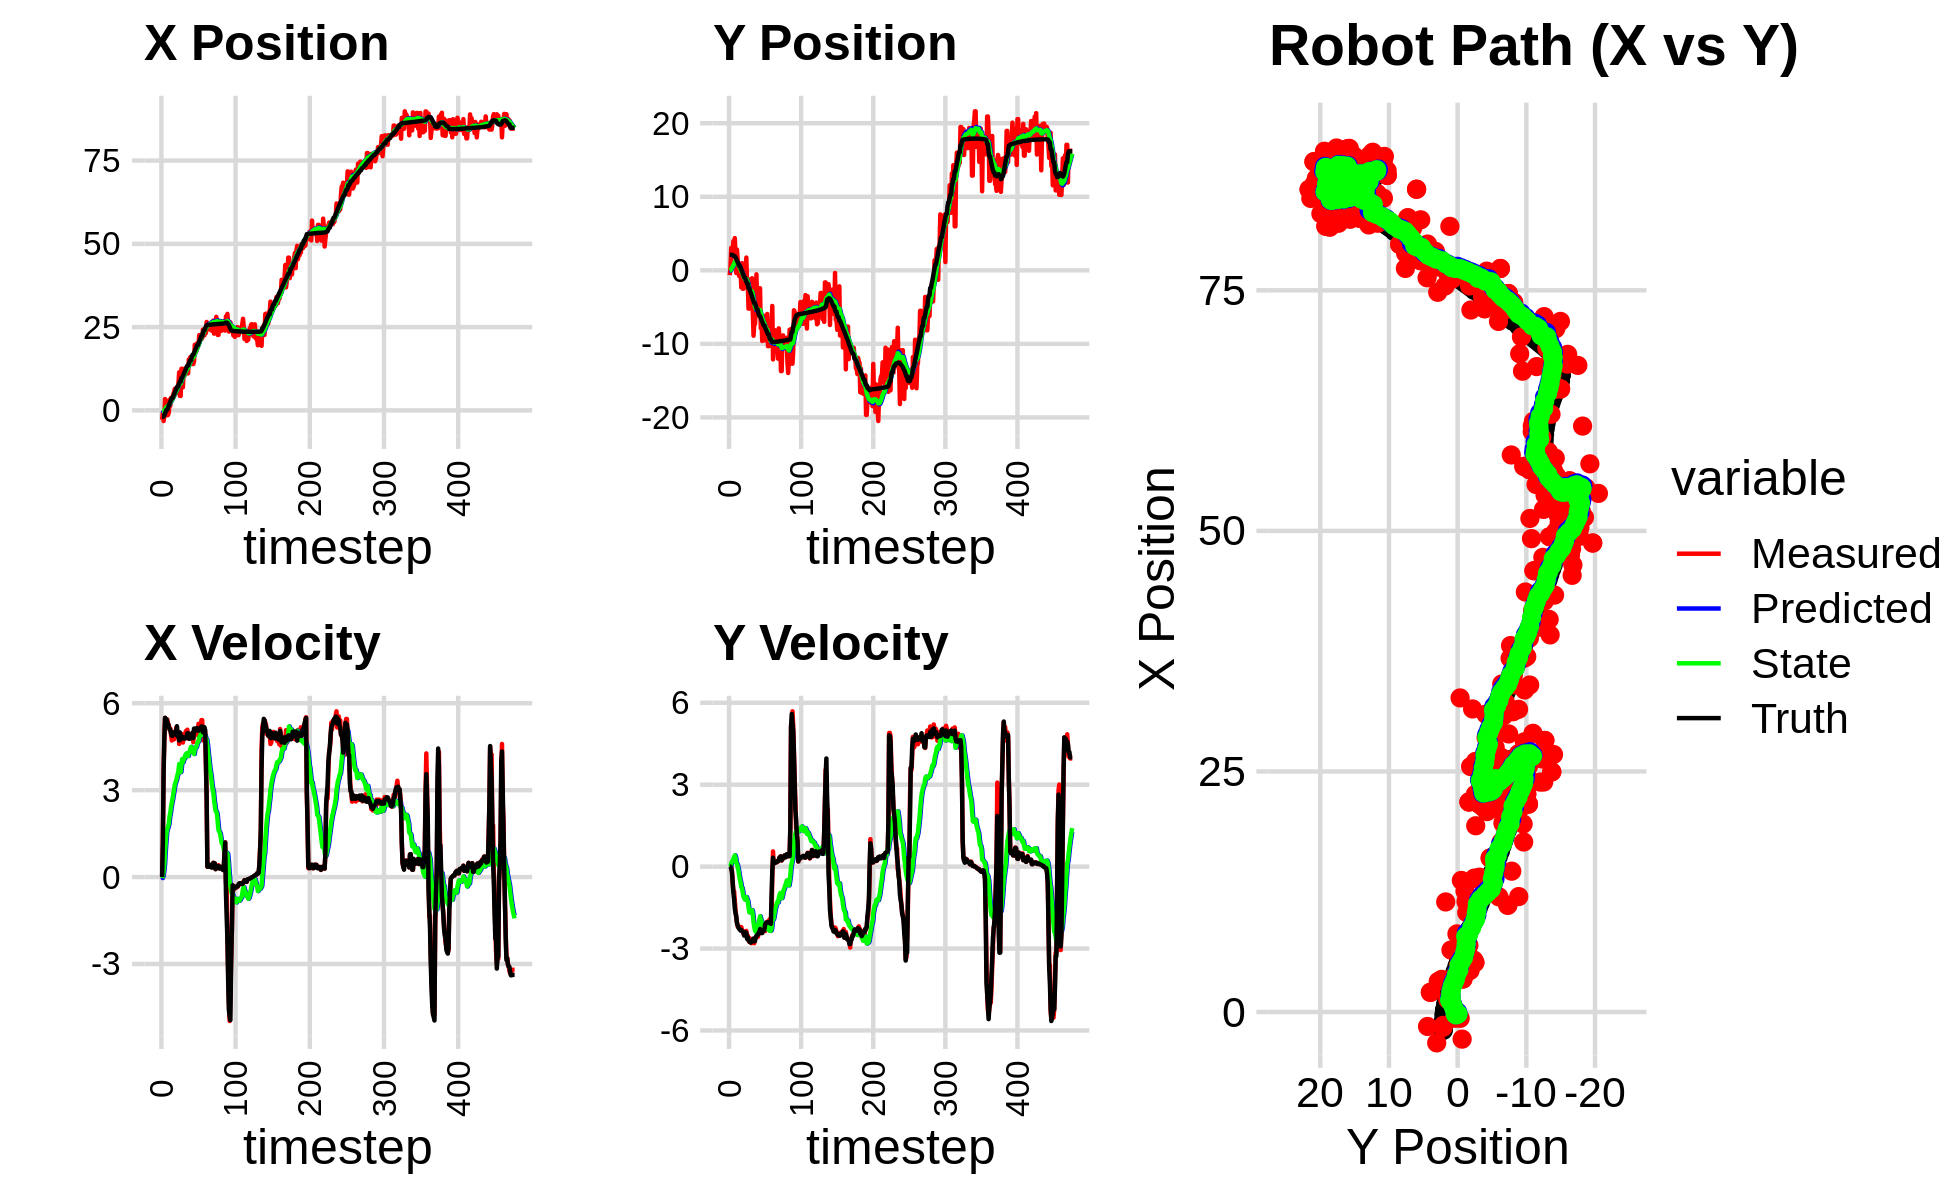 X Position
75
50
25
0
0
100
200
300
400
timestep
Y Position
20
10
0
-10
-20
0
100
200
300
400
timestep
X Velocity
6
3
0
-3
0
100
200
300
400
timestep
Y Velocity
6
3
0
-3
-6
0
100
200
300
400
timestep
Robot Path (X vs Y)
X Position
75
50
25
0
20 10 0 -10 -20
Y Position
variable
Measured
Predicted
State
Truth